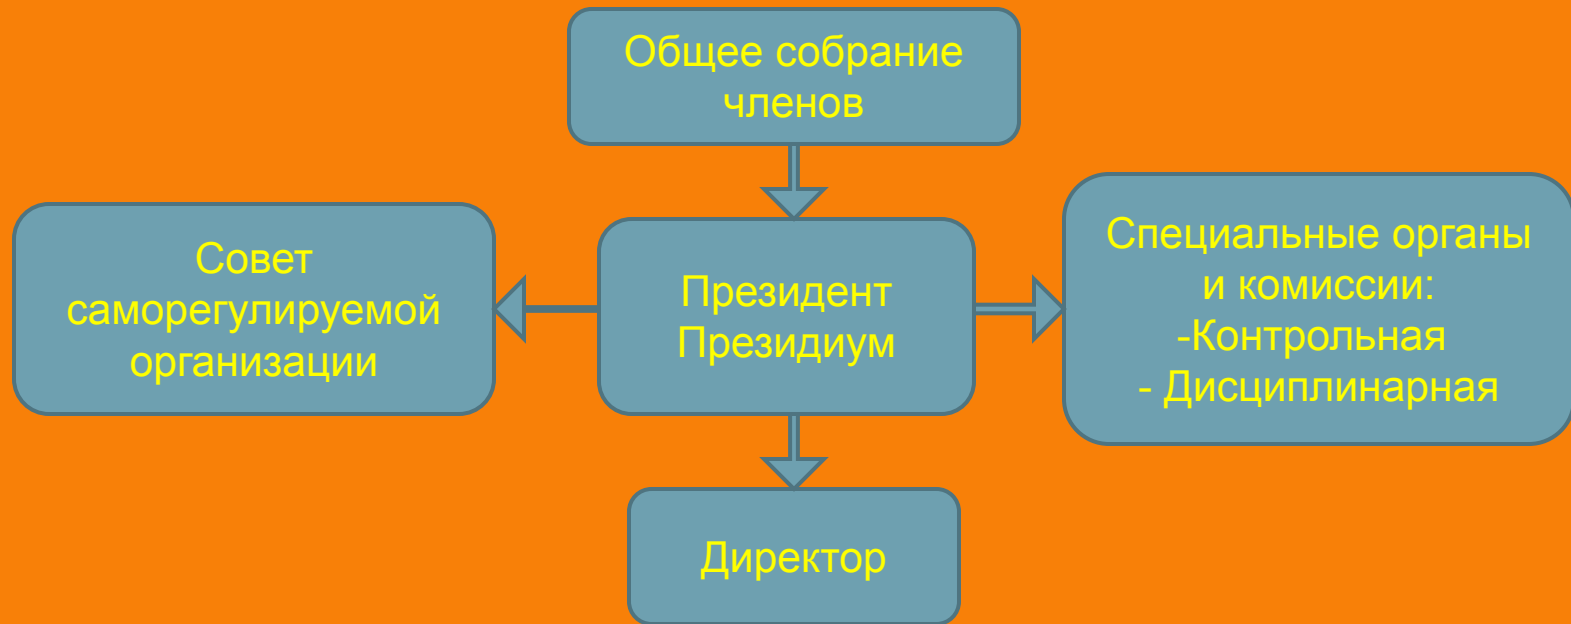 Общее собрание
членов
Совет
саморегулируемой
организации
Президент
Президиум
Специальные органы
и комиссии:
-Контрольная
- Дисциплинарная
Директор